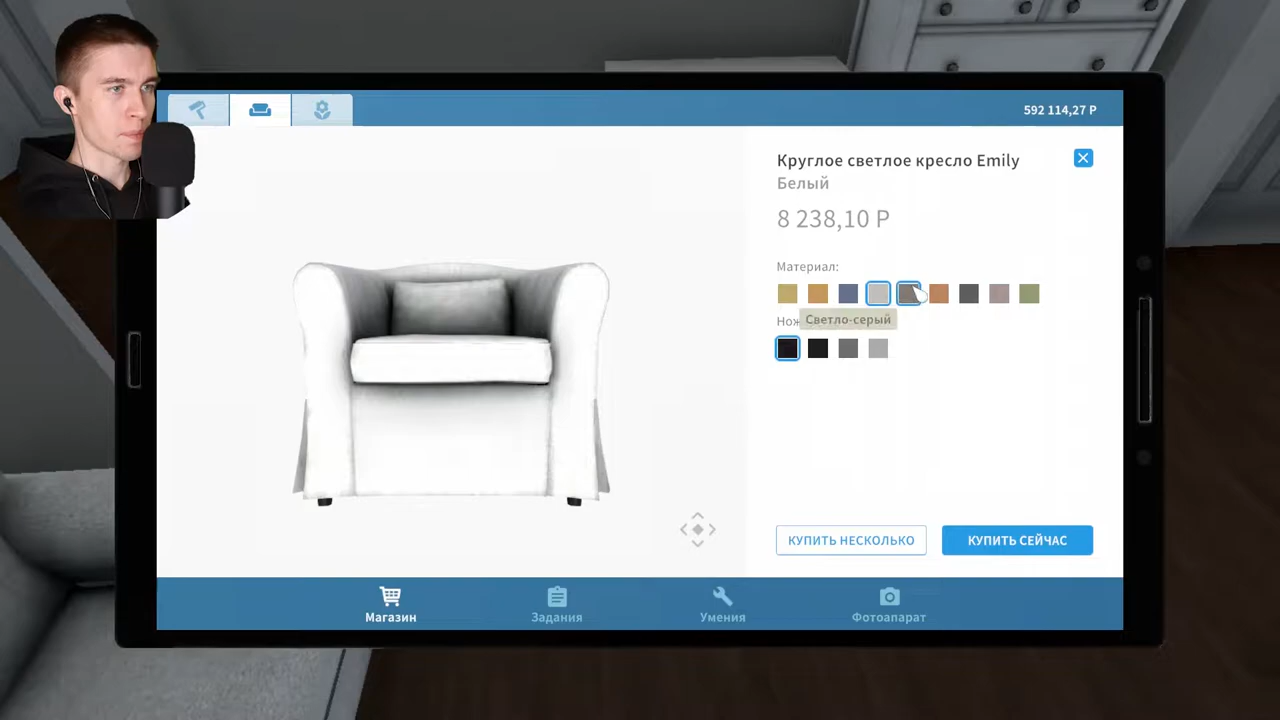 592 114,27 Р
Круглое светлое кресло Emily
Белый
8 238,10 Р
Материал:
Светло-серый
КУПИТЬ НЕСКОЛЬКО
КУПИТЬ СЕЙЧАС
Магазин
Задания
Умения
Фотоапарат